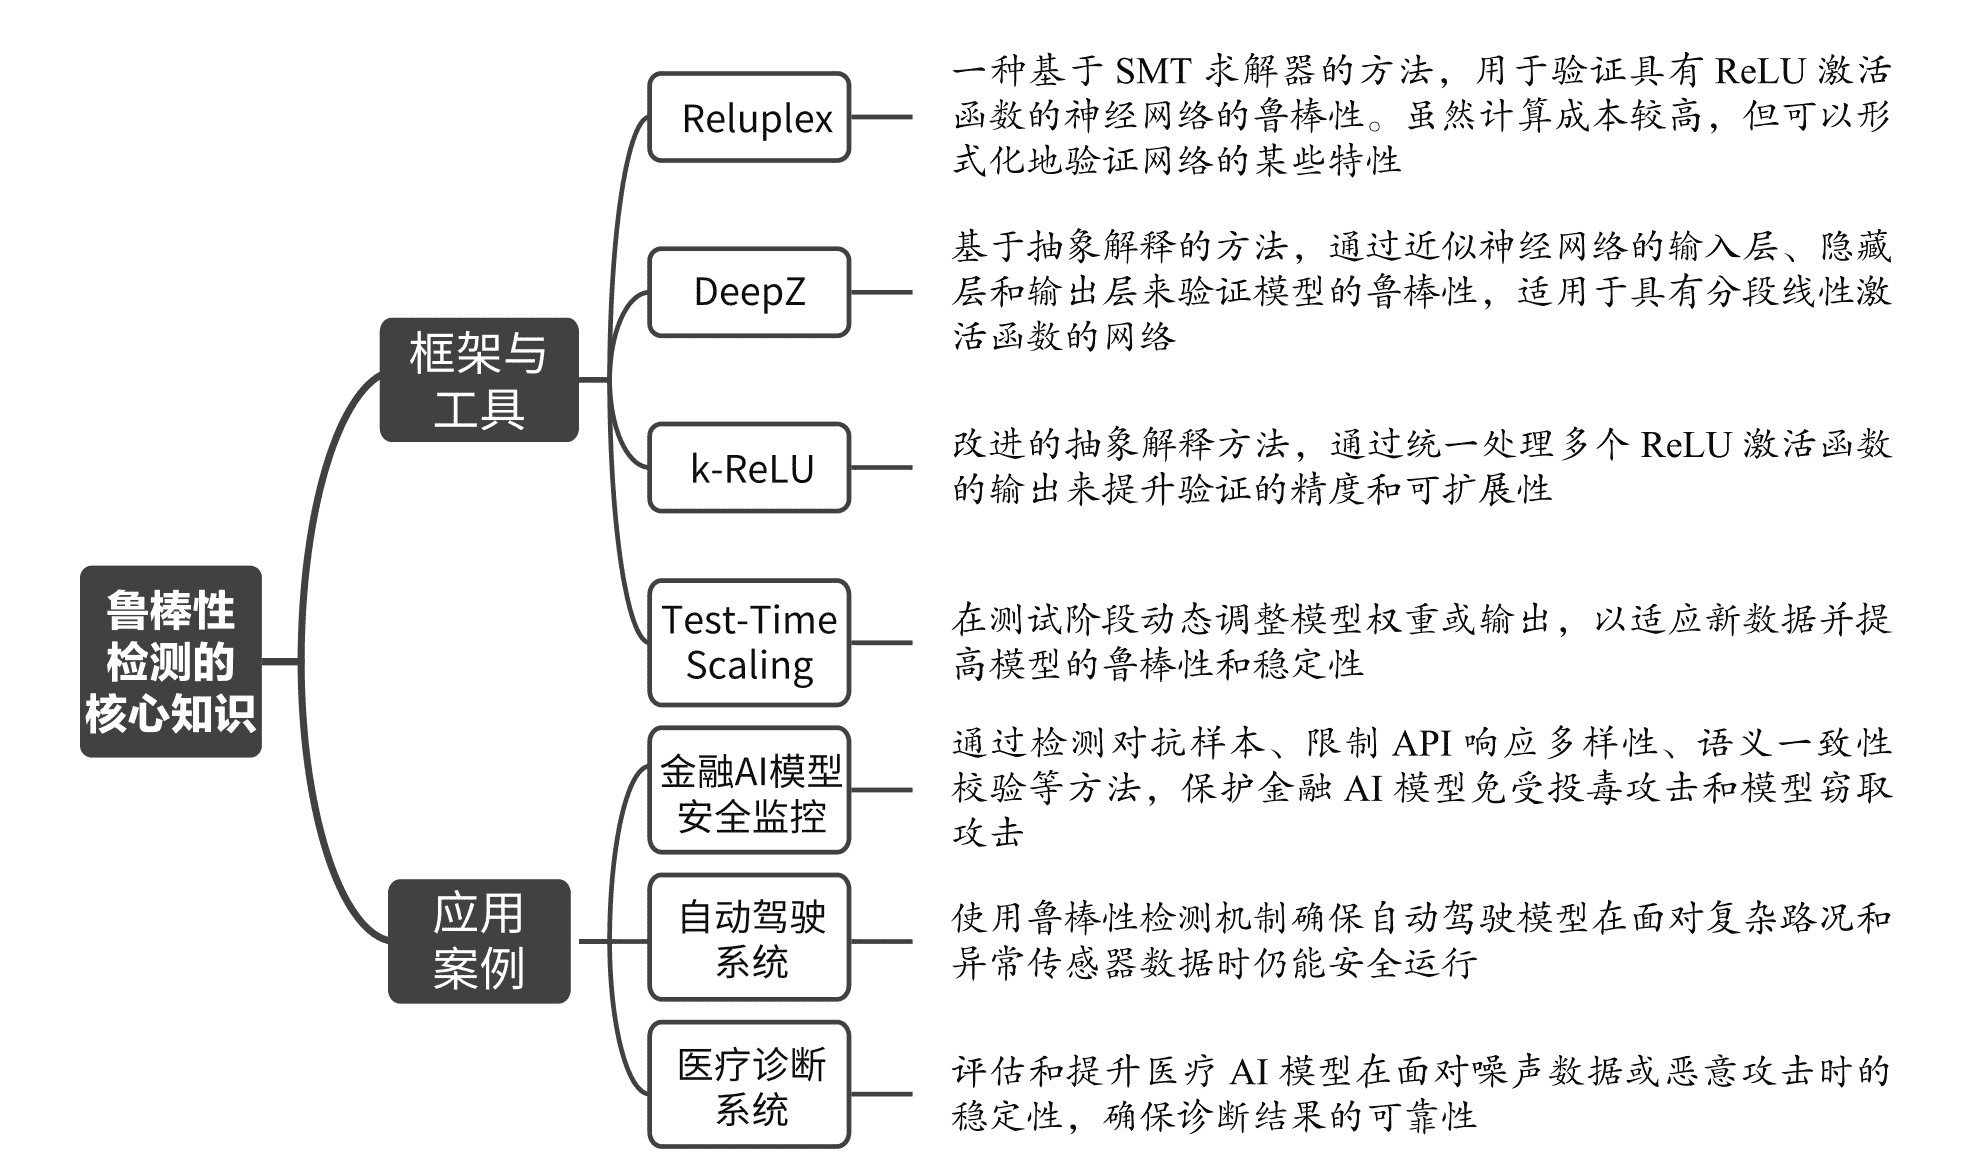 鲁棒性
检测的
核心知识
框架与
工具
Reluplex
一种基于 SMT 求解器的方法，用于验证具有 ReLU 激活
函数的神经网络的鲁棒性。虽然计算成本较高，但可以形
式化地验证网络的某些特性
DeepZ
基于抽象解释的方法，通过近似神经网络的输入层、隐藏
层和输出层来验证模型的鲁棒性，适用于具有分段线性激
活函数的网络
k-ReLU
改进的抽象解释方法，通过统一处理多个 ReLU 激活函数
的输出来提升验证的精度和可扩展性
Test-Time
Scaling
在测试阶段动态调整模型权重或输出，以适应新数据并提
高模型的鲁棒性和稳定性
应用
案例
金融AI模型
安全监控
通过检测对抗样本、限制 API 响应多样性、语义一致性
校验等方法，保护金融 AI 模型免受投毒攻击和模型窃取
攻击
自动驾驶
系统
使用鲁棒性检测机制确保自动驾驶模型在面对复杂路况和
异常传感器数据时仍能安全运行
医疗诊断
系统
评估和提升医疗 AI 模型在面对噪声数据或恶意攻击时的
稳定性，确保诊断结果的可靠性